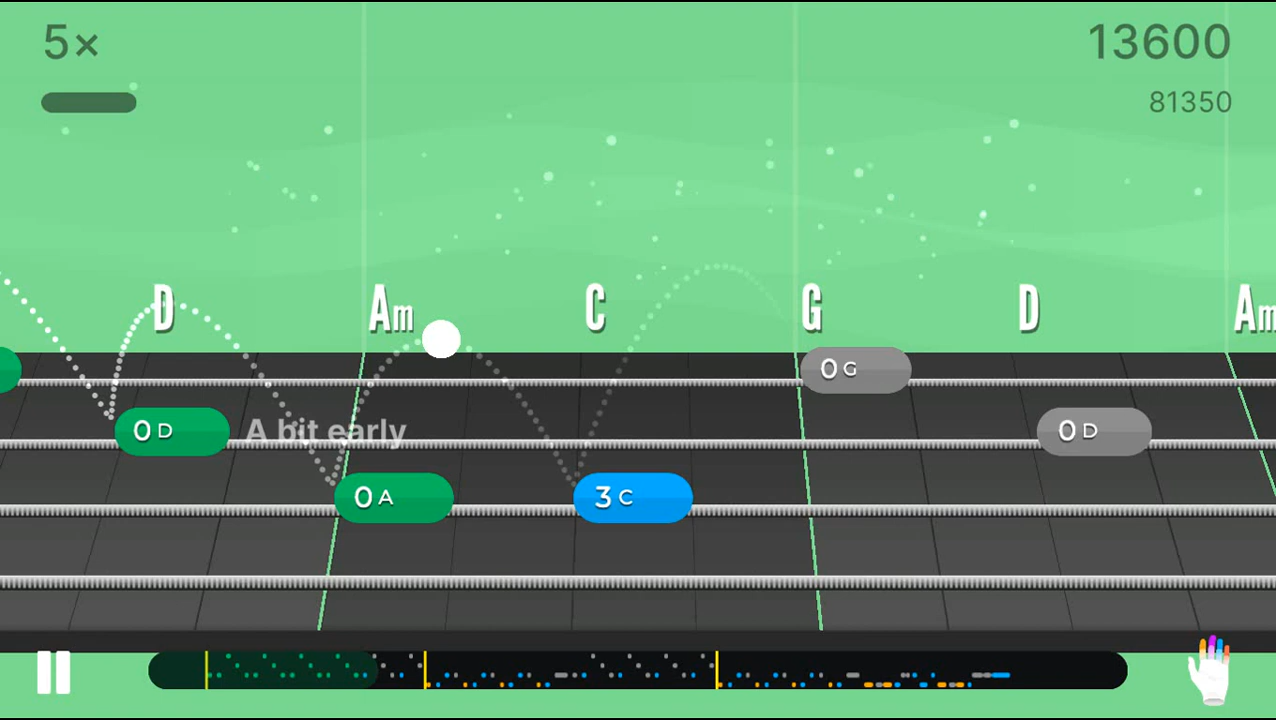 5×
13600
81350
D Am C G D Am
0 G
0 D A bit early 0 D
0 A 3 C